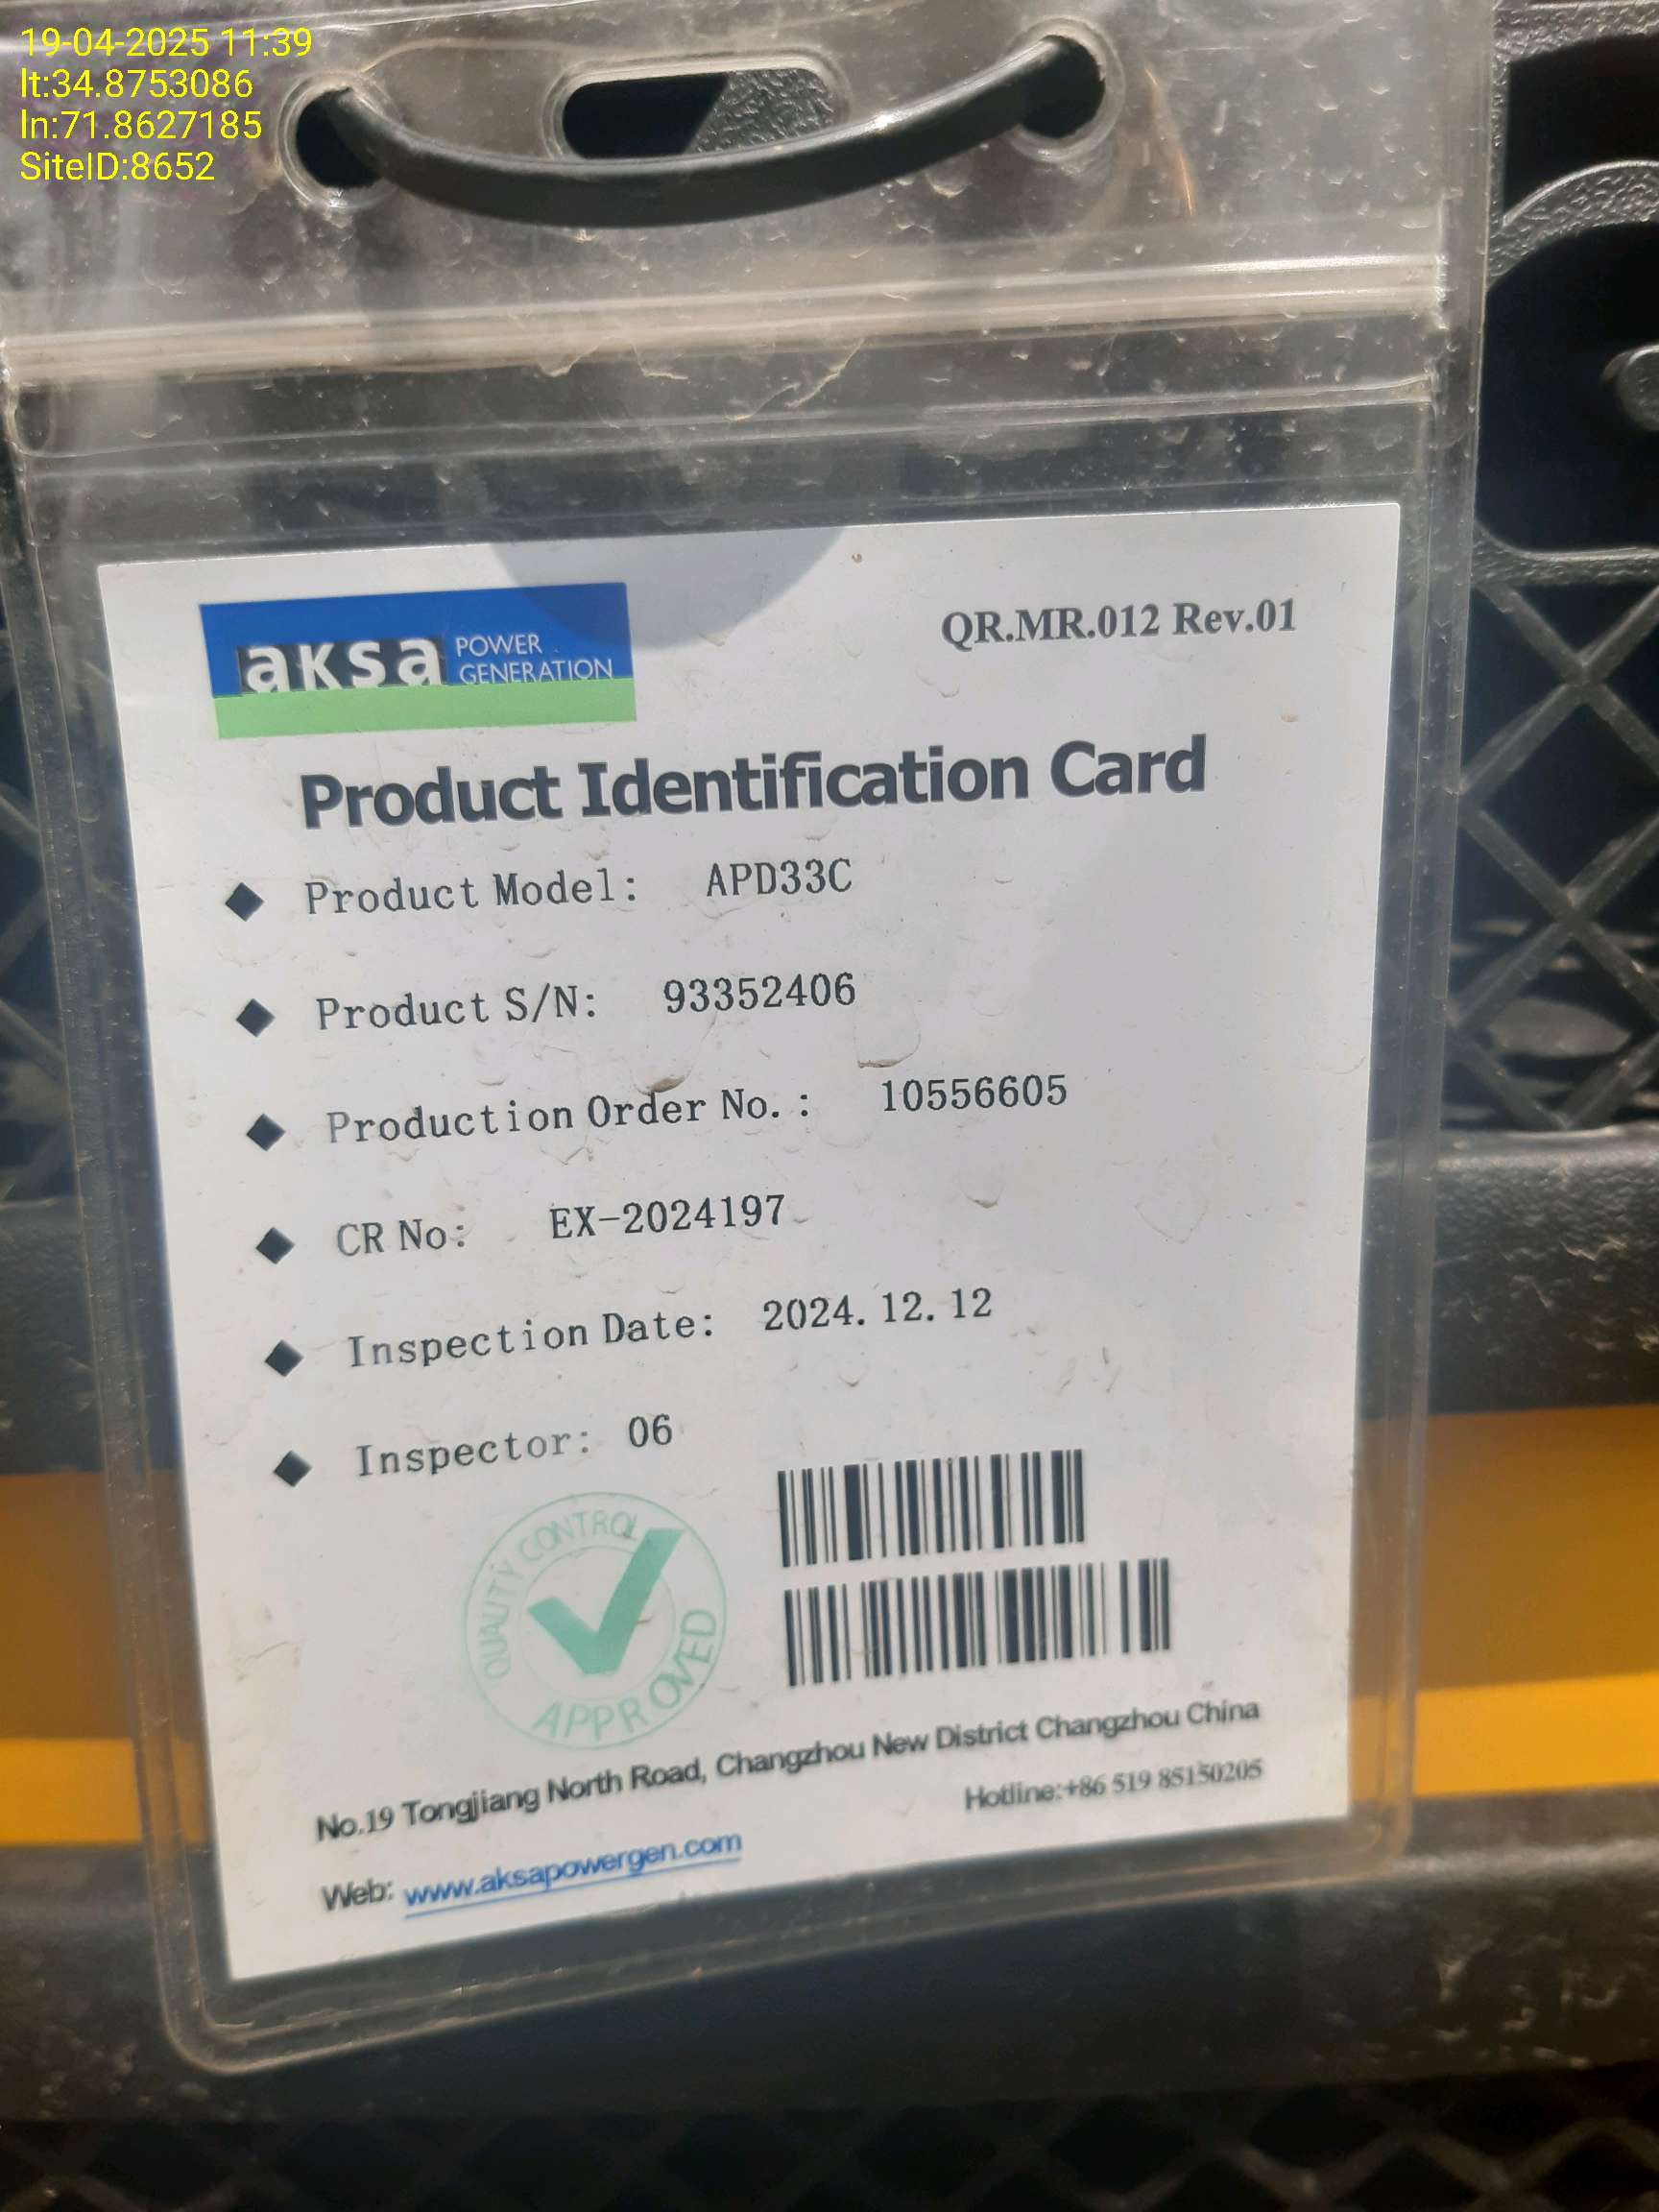 19-04-2025 11:39
lt:34.8753086
ln:71.8627185
SiteID:8652
aksa POWER GENERATION
QR.MR.012 Rev.01
Product Identification Card
Product Model: APD33C
Product S/N: 93352406
Production Order No.: 10556605
CR No: EX-2024197
Inspection Date: 2024.12.12
Inspector: 06
QUALITY CONTROL
APPROVED
No.19 Tongjiang North Road, Changzhou New District Changzhou China
Hotline:+86 519 85150205
Web: www.aksapowergen.com